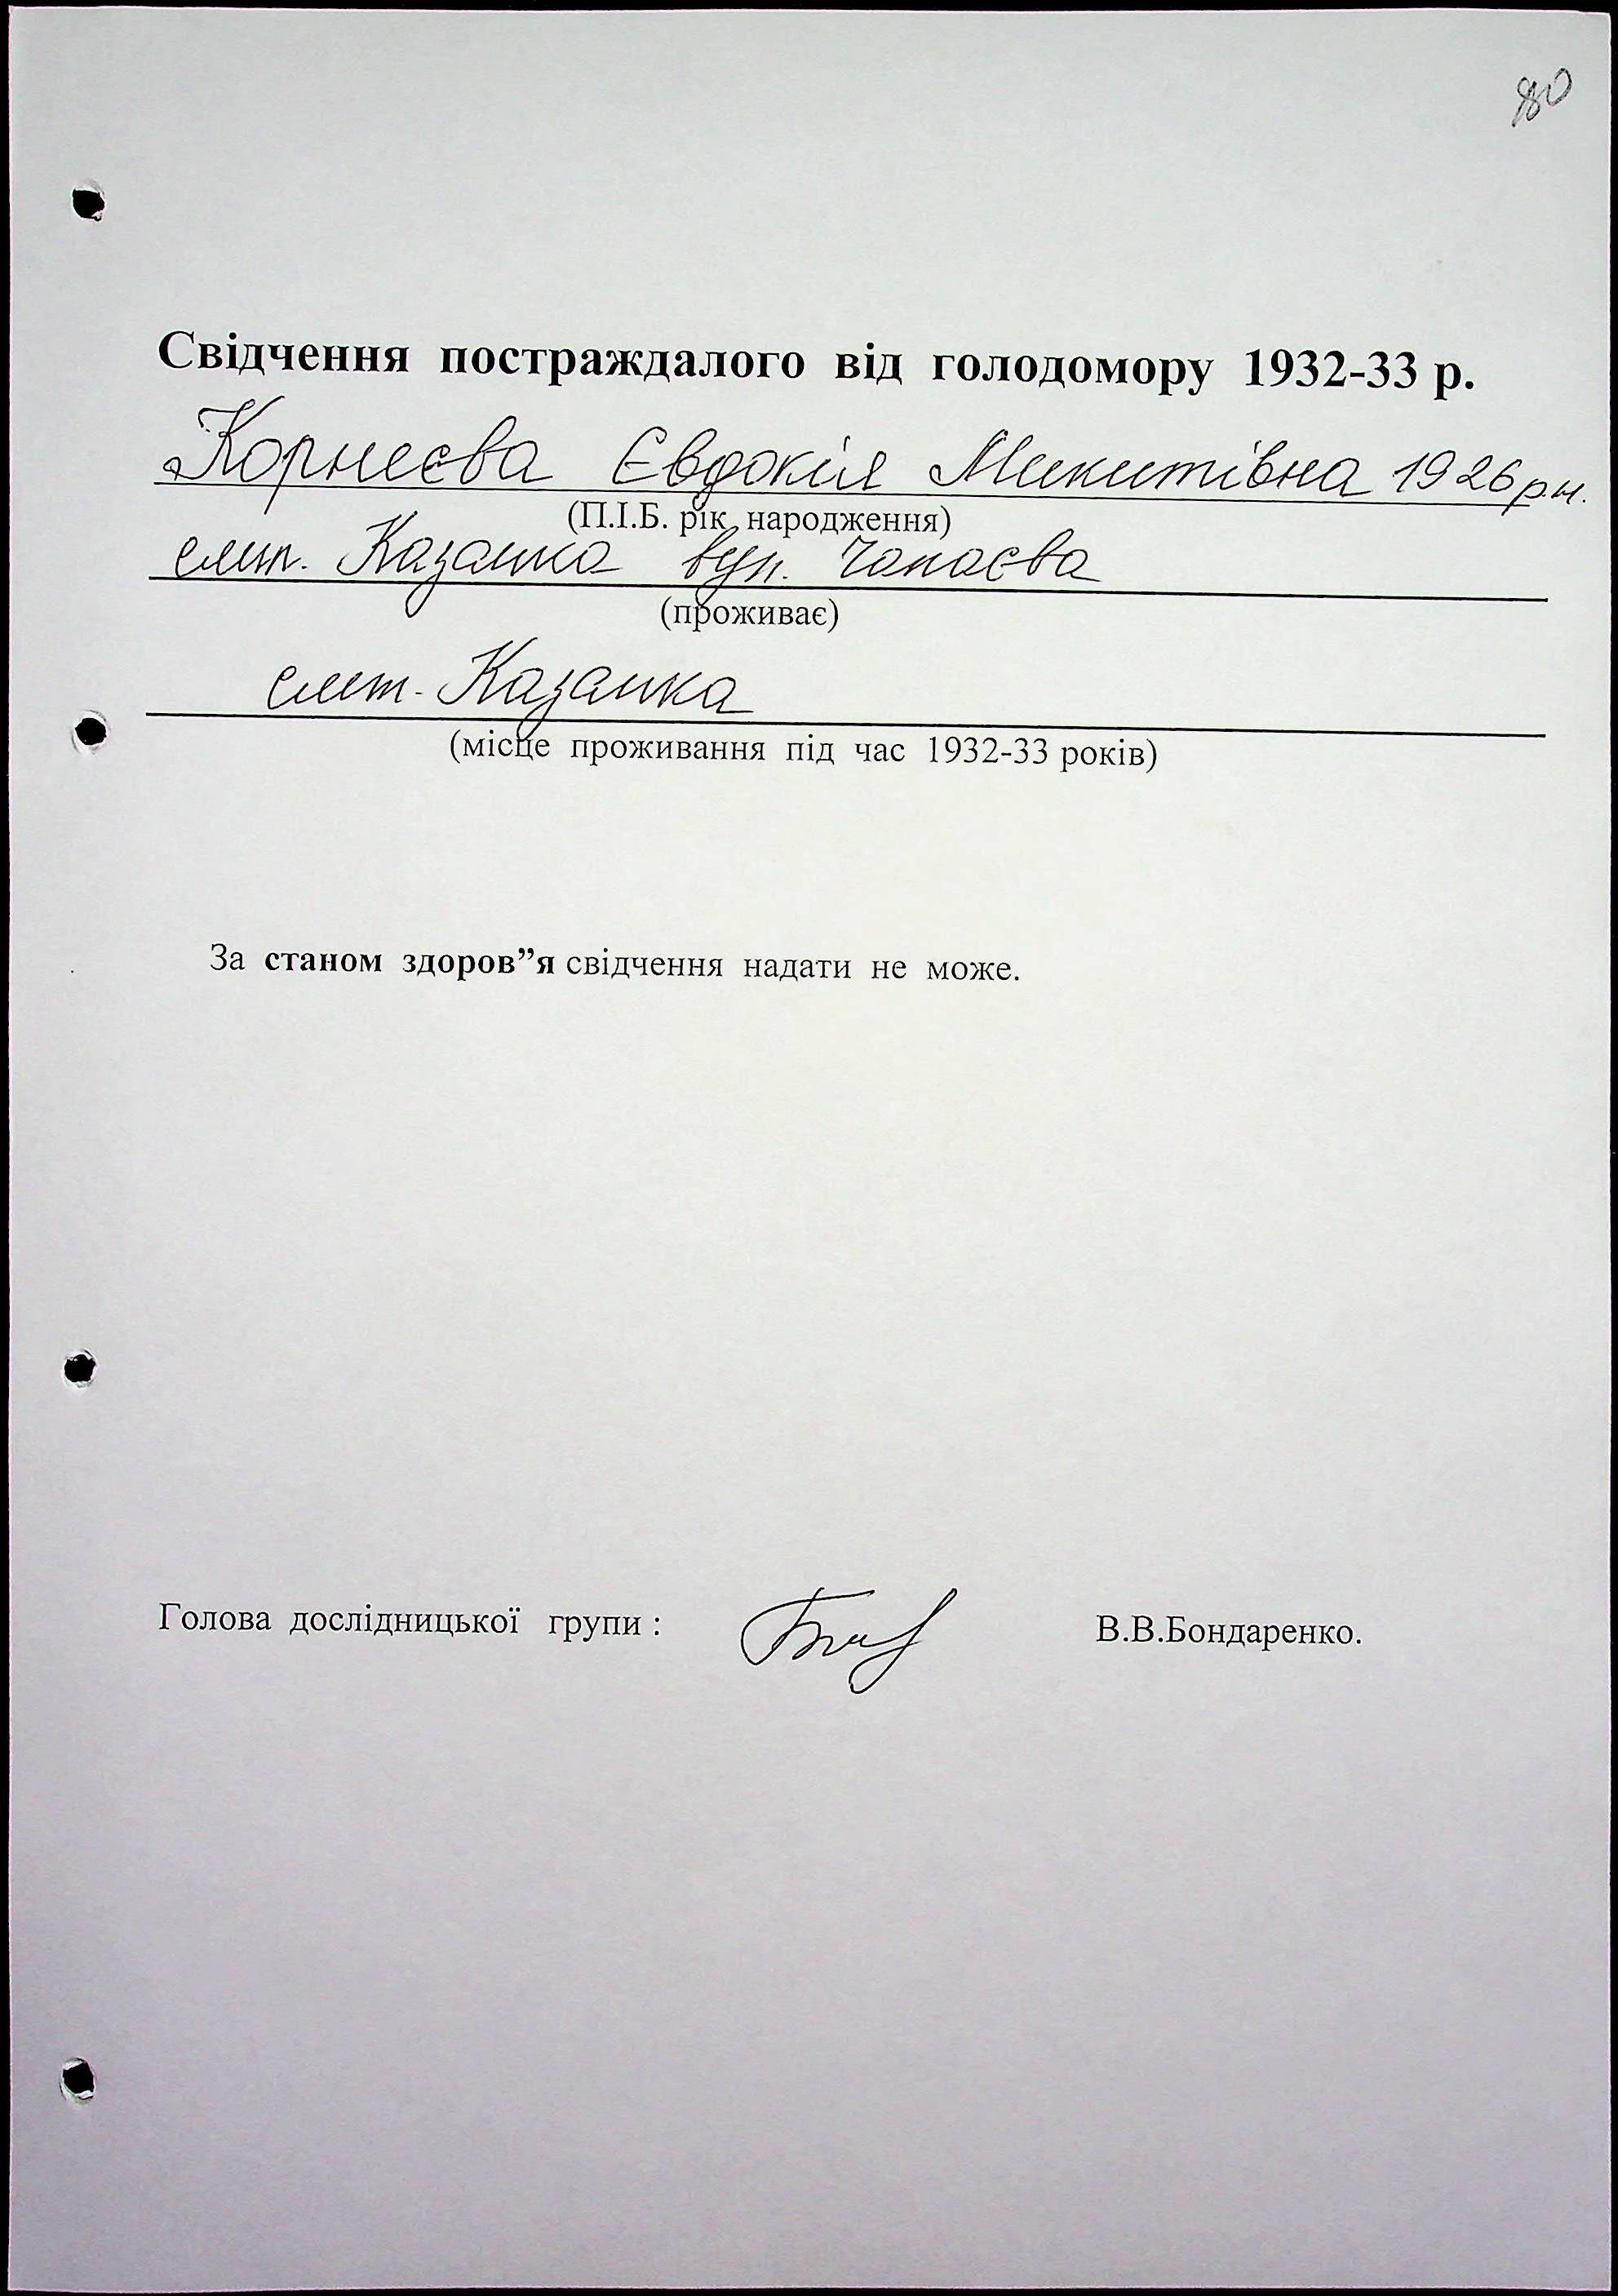 80
Свідчення постраждалого від голодомору 1932-33 р.
Корнеєва Євдокія Микитівна 1926 р.н.
(П.І.Б. рік народження)
смт. Казанка вул. Чапаєва
(проживає)
смт. Казанка
(місце проживання під час 1932-33 років)
За станом здоров”я свідчення надати не може.
Голова дослідницької групи : В.В.Бондаренко.